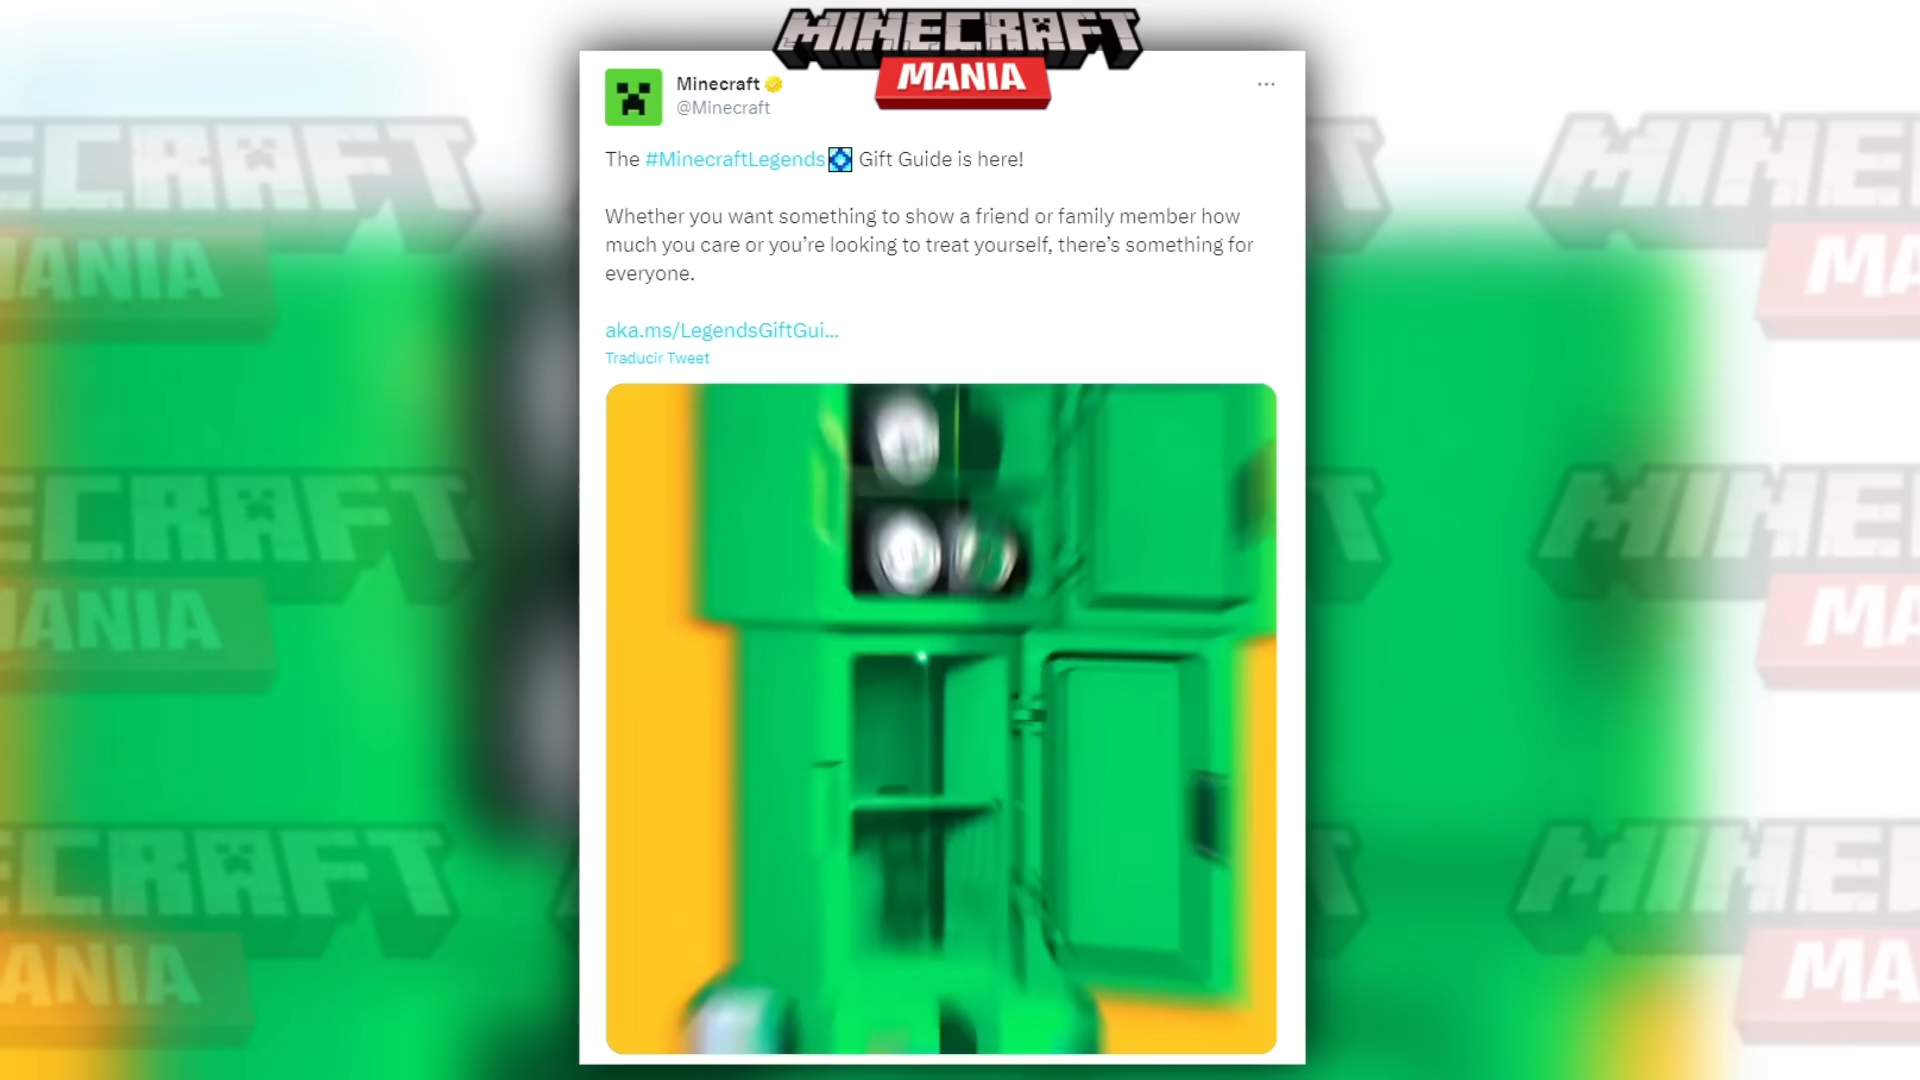 MINECRAFT
MANIA
Minecraft
@Minecraft
The #MinecraftLegends Gift Guide is here!
Whether you want something to show a friend or family member how
much you care or you’re looking to treat yourself, there’s something for
everyone.
aka.ms/LegendsGiftGui...
Traducir Tweet